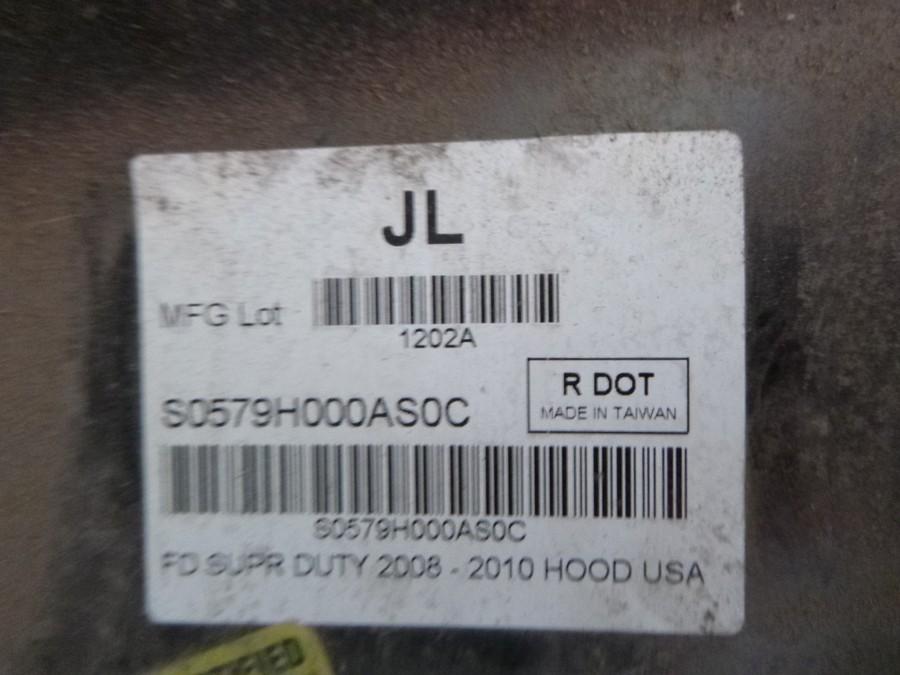 JL
MFG Lot
1202A
R DOT
MADE IN TAIWAN
S0579H000AS0C
S0579H000AS0C
FD SUPR DUTY 2008 - 2010 HOOD USA